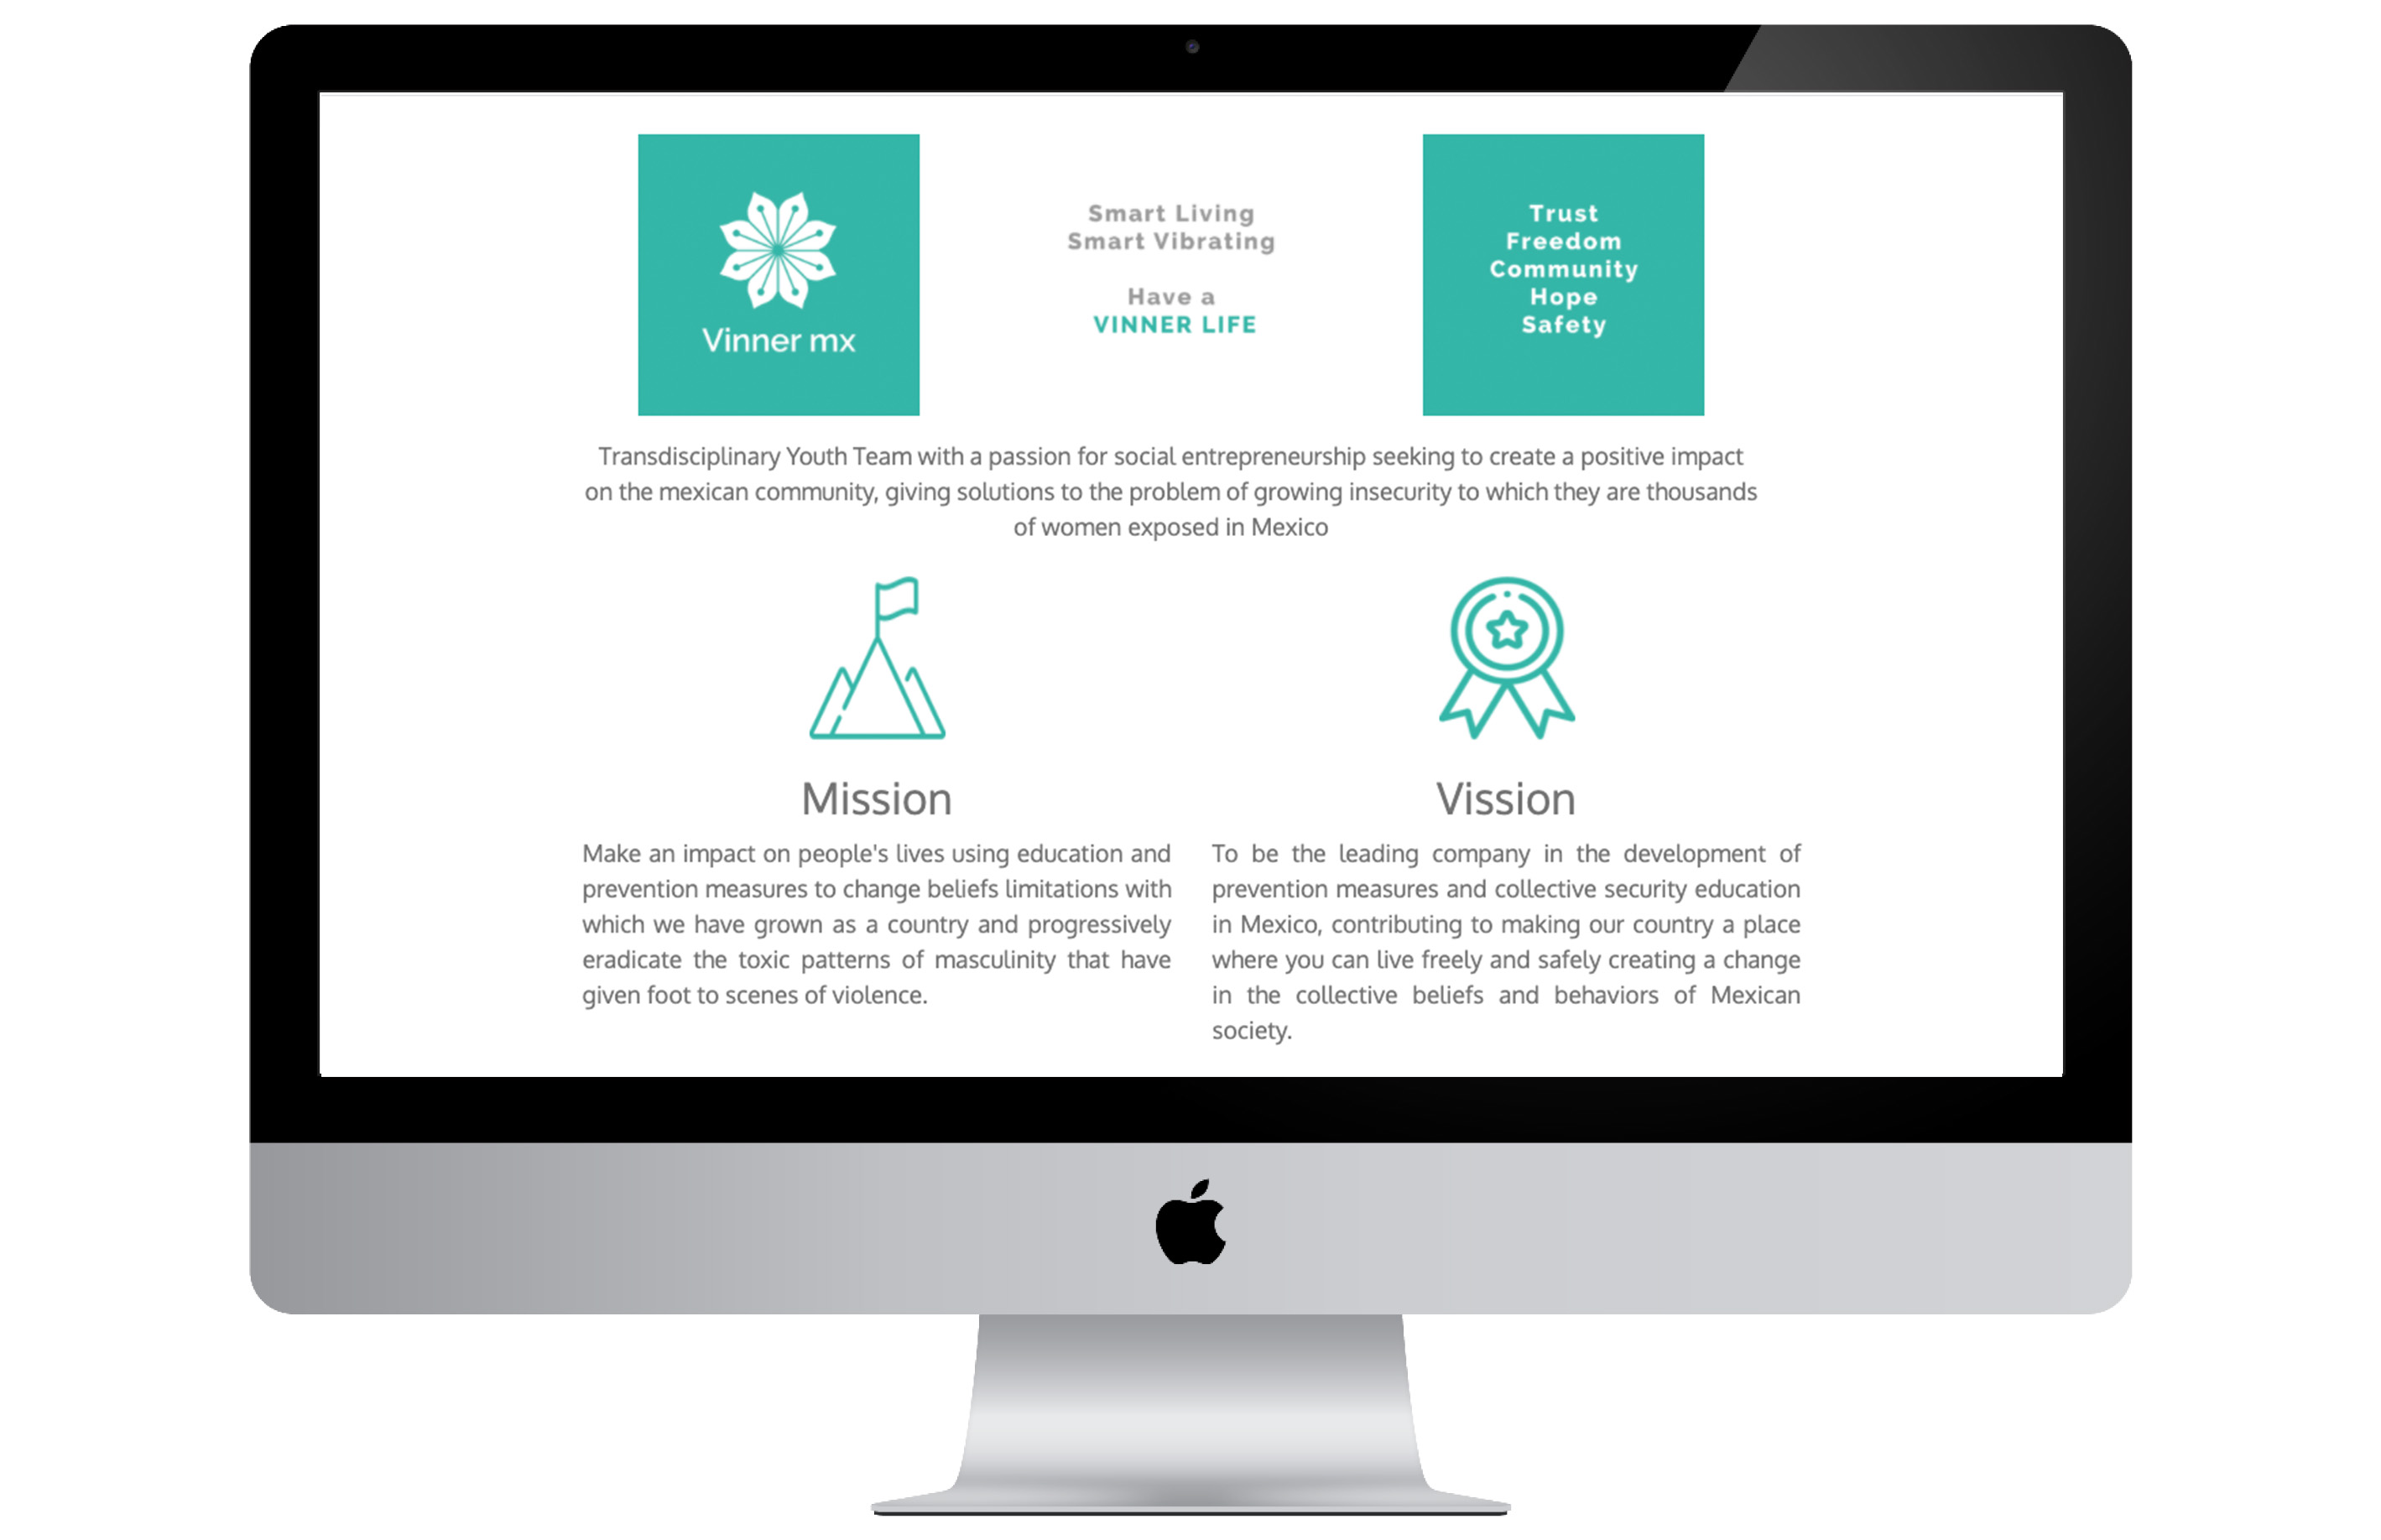 Vinner mx
Smart Living
Smart Vibrating
Have a
VINNER LIFE
Trust
Freedom
Community
Hope
Safety
Transdisciplinary Youth Team with a passion for social entrepreneurship seeking to create a positive impact
on the mexican community, giving solutions to the problem of growing insecurity to which they are thousands
of women exposed in Mexico
Mission
Make an impact on people's lives using education and
prevention measures to change beliefs limitations with
which we have grown as a country and progressively
eradicate the toxic patterns of masculinity that have
given foot to scenes of violence.
Vission
To be the leading company in the development of
prevention measures and collective security education
in Mexico, contributing to making our country a place
where you can live freely and safely creating a change
in the collective beliefs and behaviors of Mexican
society.